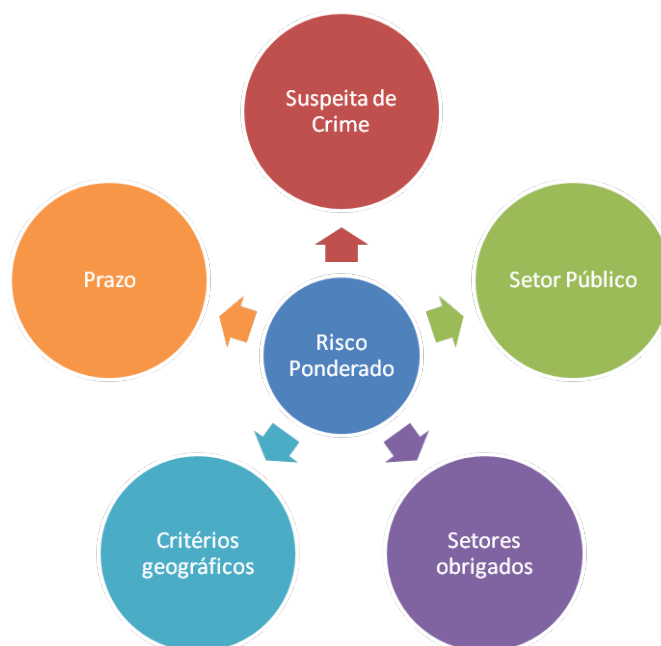 Suspeita de
Crime
Prazo
Setor Público
Risco
Ponderado
Critérios
geográficos
Setores
obrigados